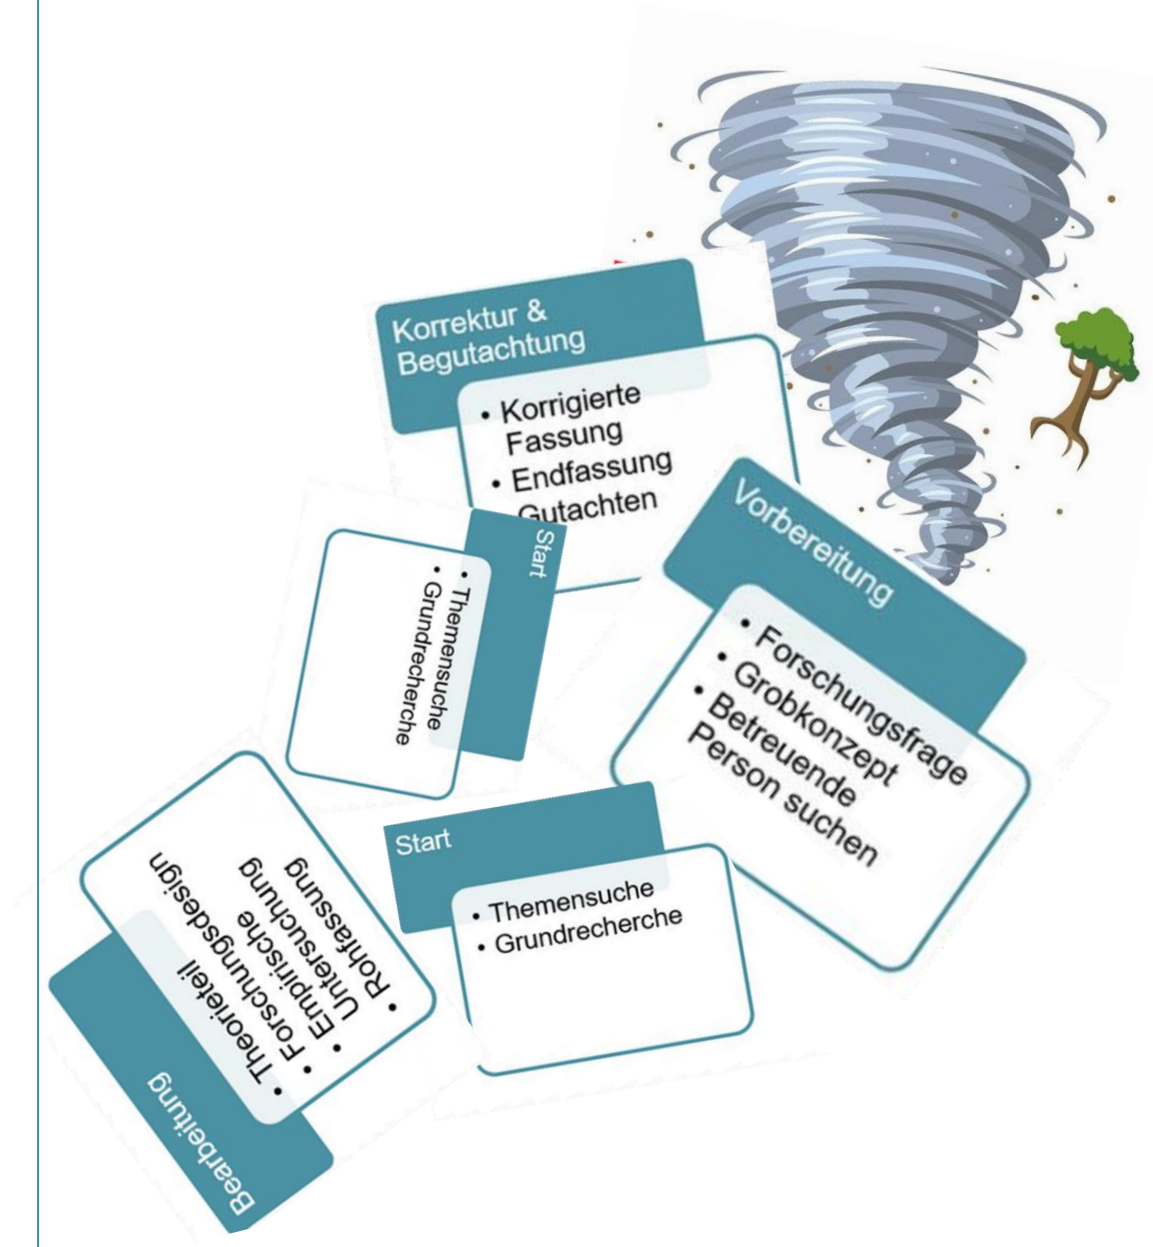 Korrektur &
Begutachtung
• Korrigierte
Fassung
• Endfassung
Gutachten
Start
• Themensuche
• Grundrecherche
Vorbereitung
• Forschungsfrage
• Grobkonzept
• Betreuende
Person suchen
Start
• Themensuche
• Grundrecherche
Bearbeitung
• Theorieteil
• Forschungsdesign
• Empirische
Untersuchung
• Rohfassung